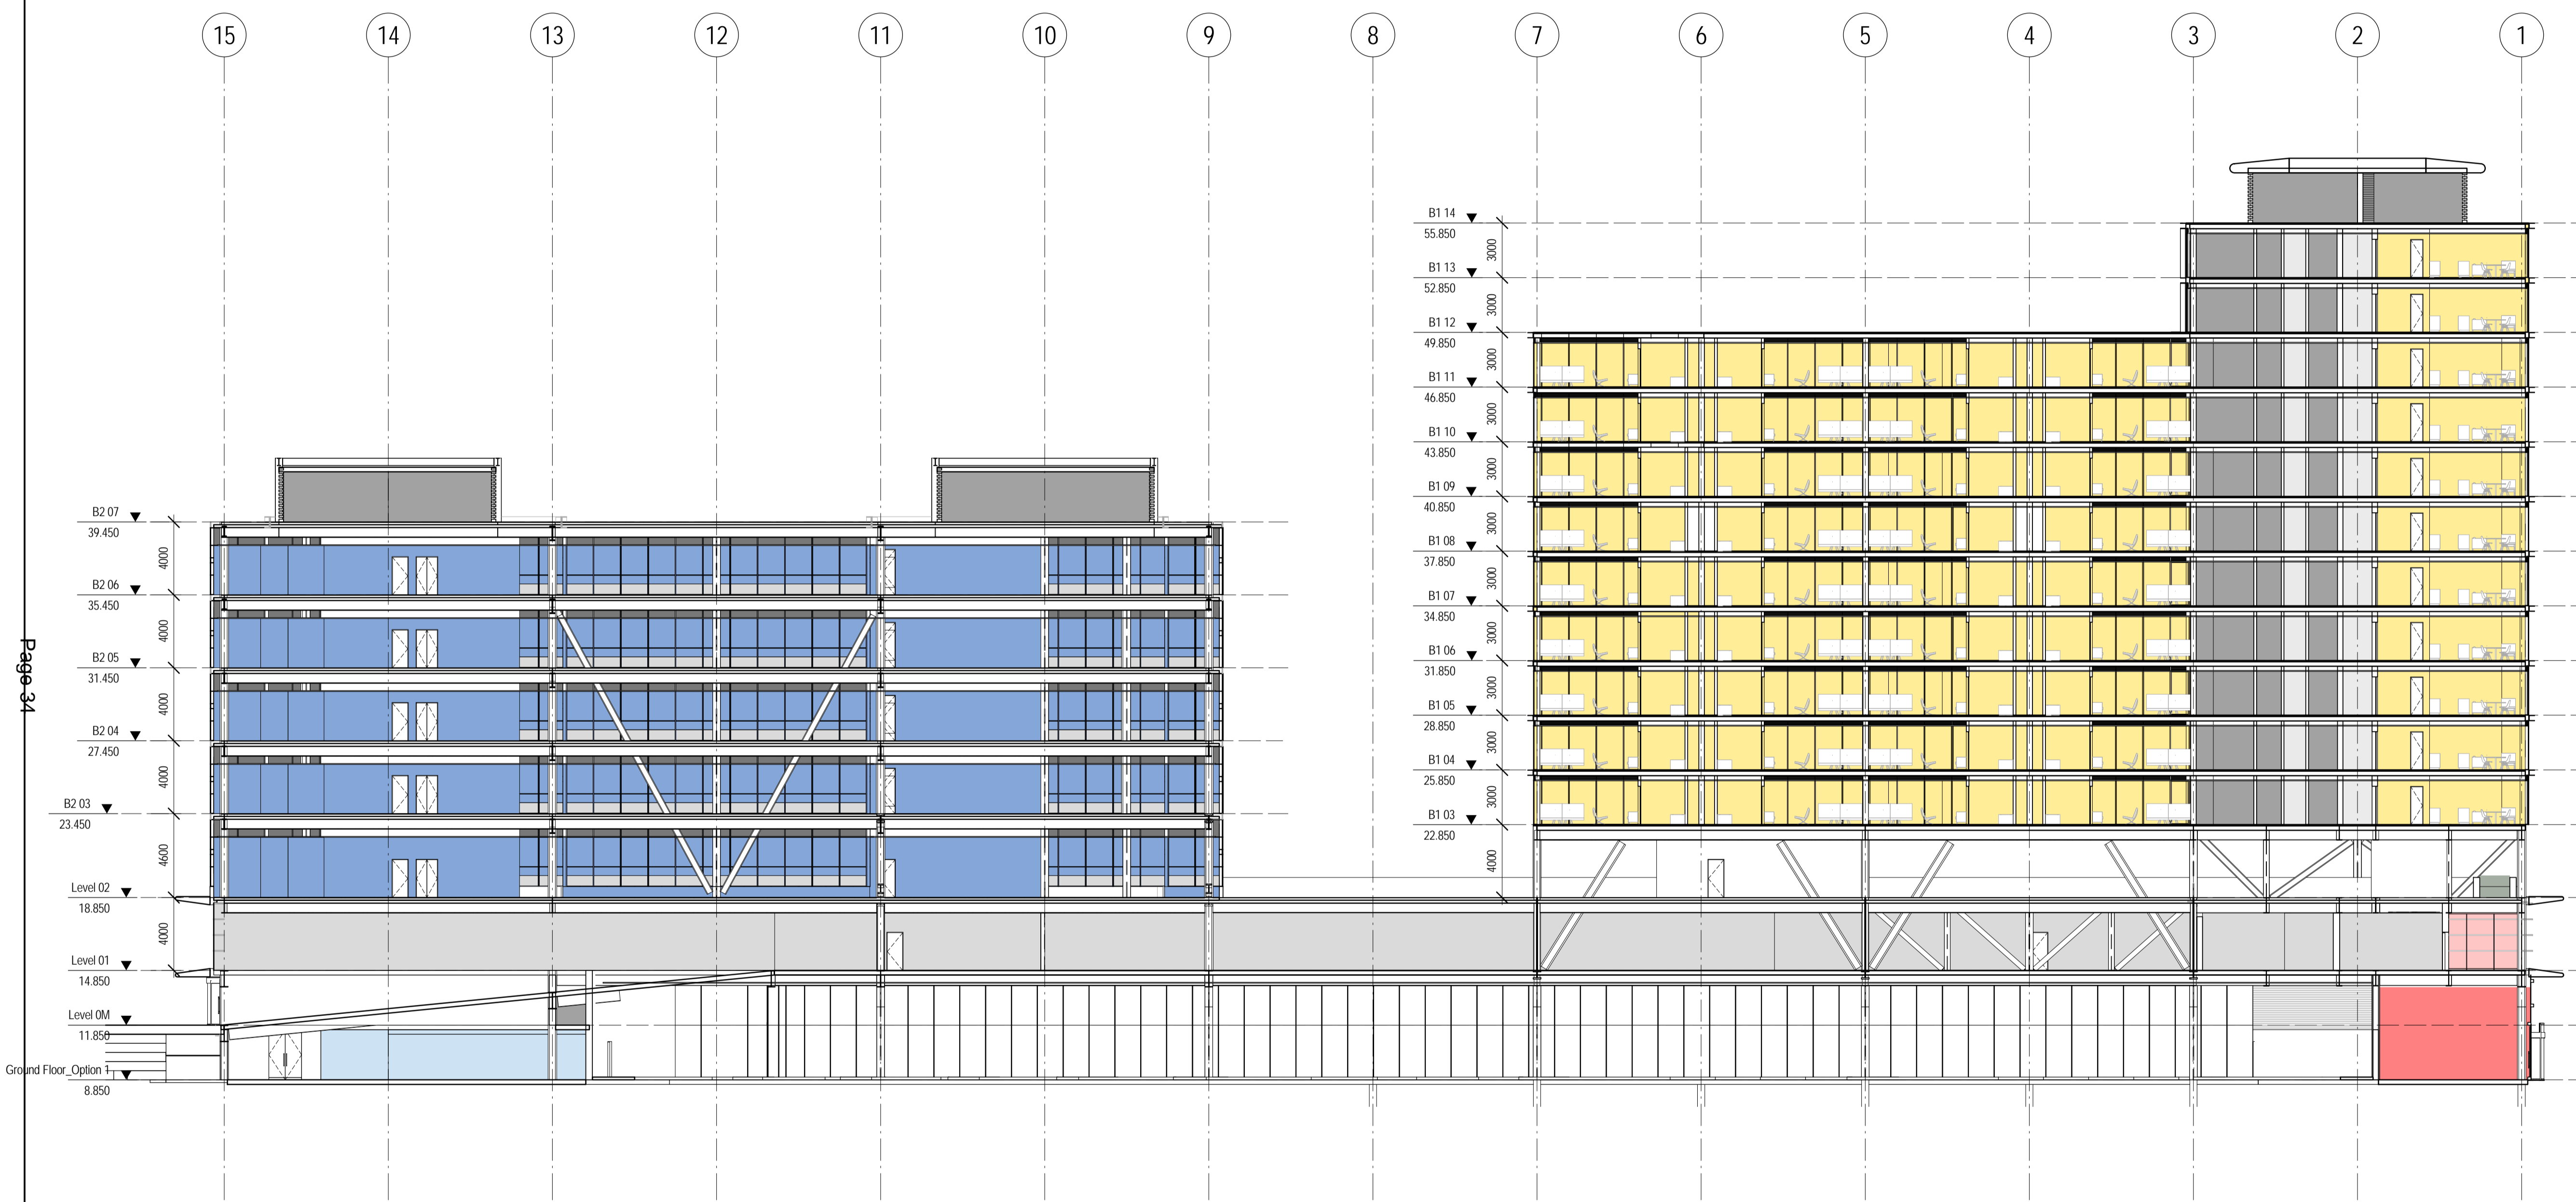 15 14 13 12 11 10 9 8 7 6 5 4 3 2 1
B1 14
55.850
3000
B1 13
52.850
3000
B1 12
49.850
3000
B1 11
46.850
3000
B1 10
43.850
3000
B1 09
40.850
3000
B1 08
37.850
3000
B1 07
34.850
3000
B1 06
31.850
3000
B1 05
28.850
3000
B1 04
25.850
3000
B1 03
22.850
4000
B2 07
39.450
4000
B2 06
35.450
4000
B2 05
31.450
4000
B2 04
27.450
4000
B2 03
23.450
4600
Level 02
18.850
4000
Level 01
14.850
Level 0M
11.850
Ground Floor_Option 1
8.850
Page 34